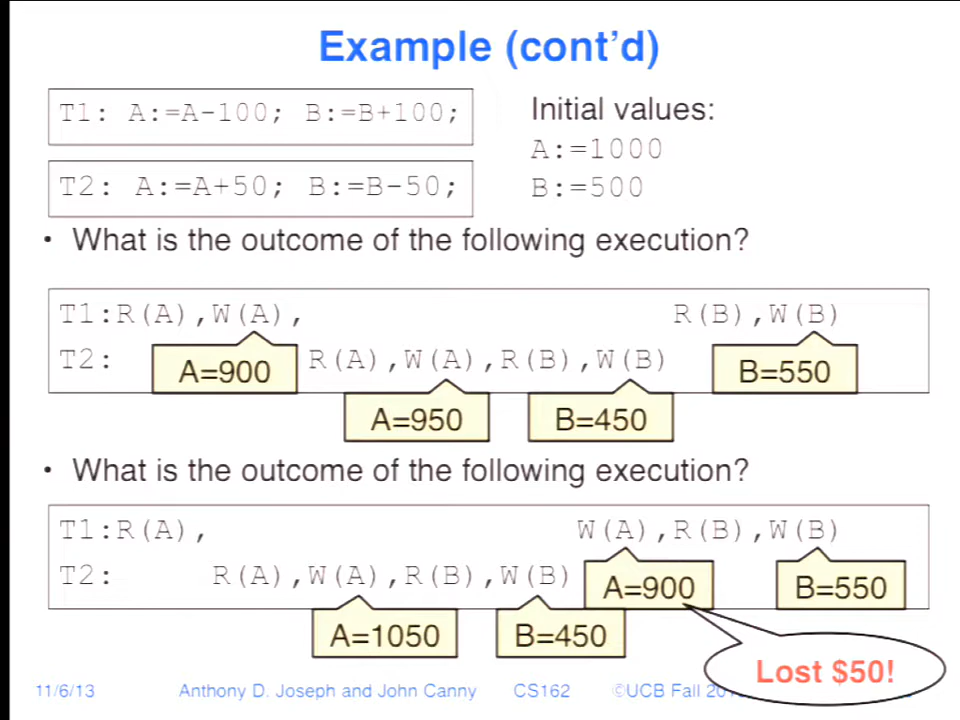 Example (cont'd)
T1: A:=A-100; B:=B+100;
T2: A:=A+50; B:=B-50;
Initial values:
A:=1000
B:=500
• What is the outcome of the following execution?
T1:R(A),W(A), R(B),W(B)
T2: R(A),W(A),R(B),W(B)
A=900
B=550
A=950
B=450
• What is the outcome of the following execution?
T1:R(A), W(A),R(B),W(B)
T2: R(A),W(A),R(B),W(B)
A=900
B=550
A=1050
B=450
Lost $50!
11/6/13 Anthony D. Joseph and John Canny CS162 ©UCB Fall